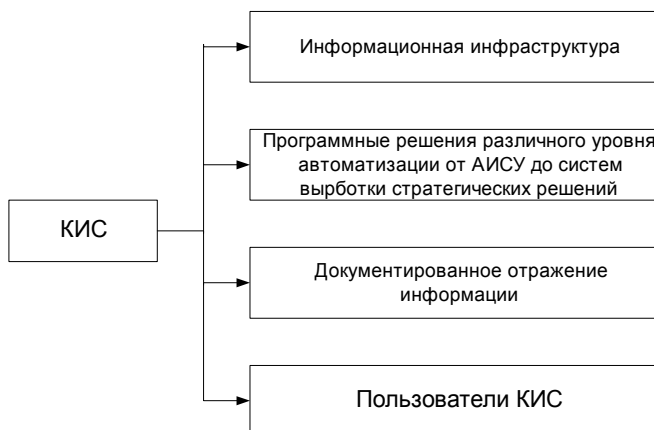 Информационная инфраструктура
Программные решения различного уровня
автоматизации от АИСУ до систем
вырботки стратегических решений
КИС
Документированное отражение
информации
Пользователи КИС